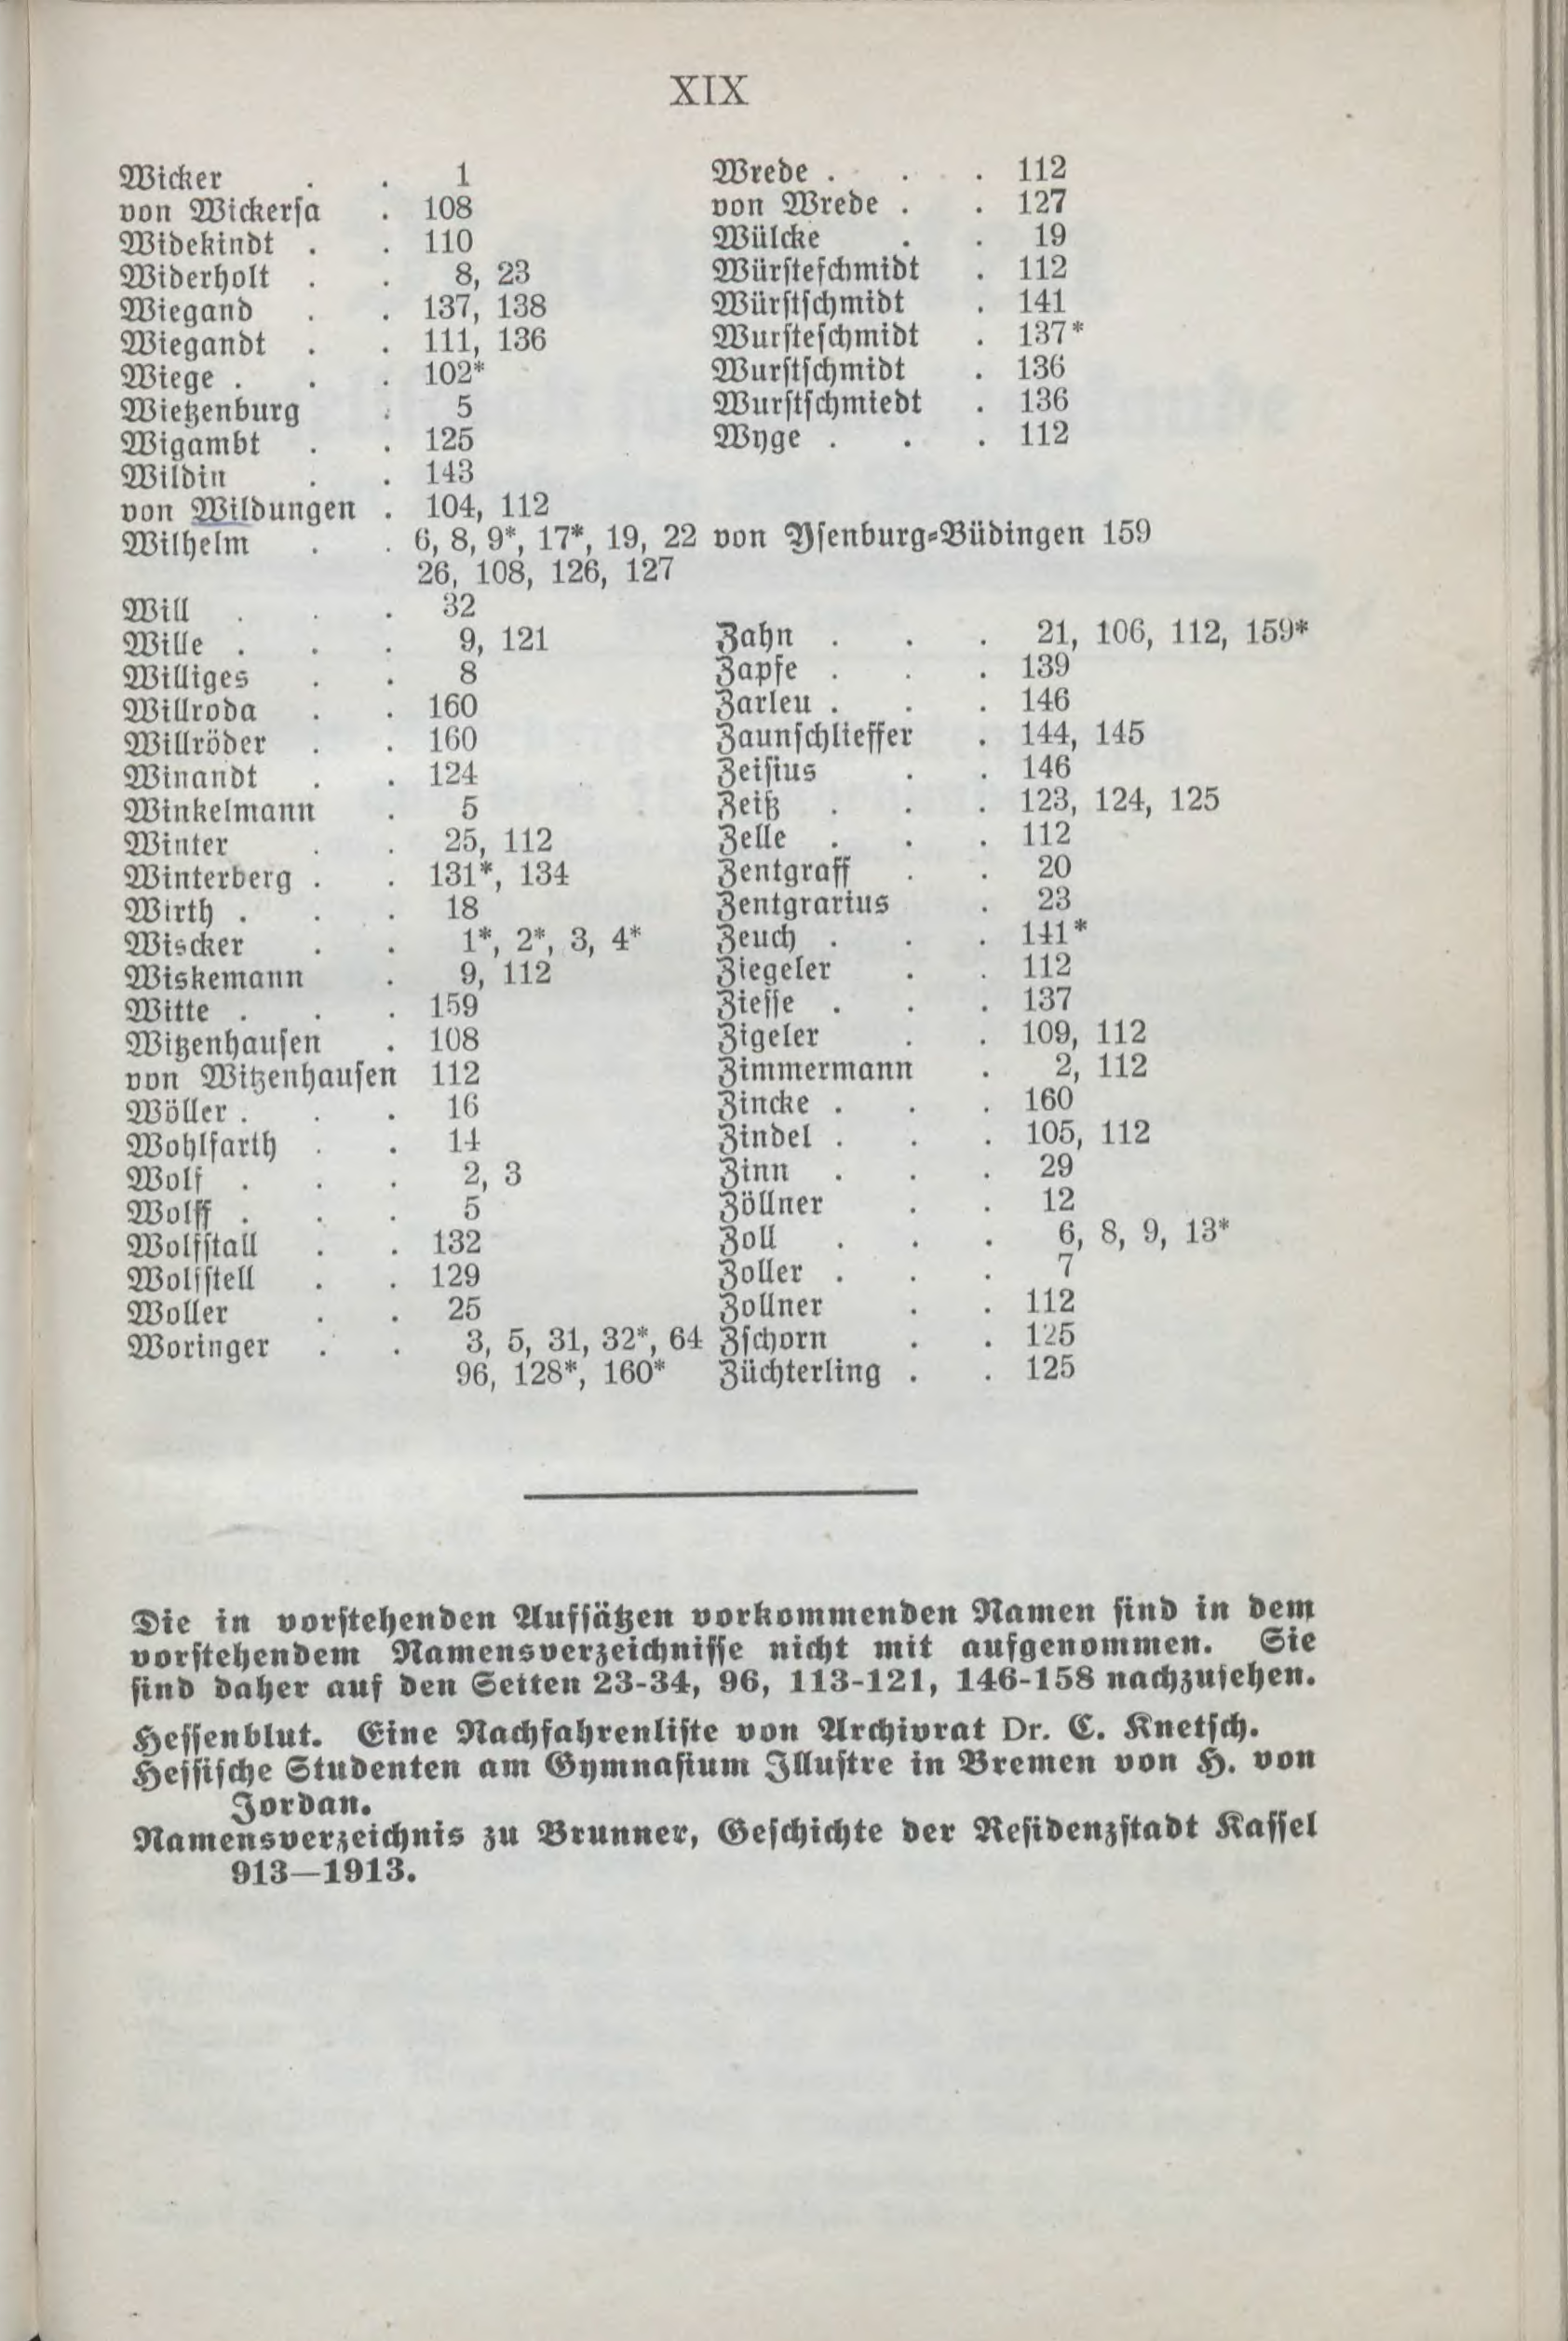 XIX
Wicker . . 1
von Wickersa . 108
Widekindt . . 110
Widerholt . . 8, 23
Wiegand . . 137, 138
Wiegandt . . 111, 136
Wiege . . . 102*
Wietzenburg . 5
Wigambt . . 125
Wildin . . 143
von Wildungen . 104, 112
Wilhelm . . 6, 8, 9*, 17*, 19, 22
26, 108, 126, 127
Will . . . 32
Wille . . . 9, 121
Williges . . 8
Willroda . . 160
Willröder . . 160
Winandt . . 124
Winkelmann . 5
Winter . . 25, 112
Winterberg . . 131*, 134
Wirth . . . 18
Wiscker . . 1*, 2*, 3, 4*
Wiskemann . 9, 112
Witte . . . 159
Witzenhausen . 108
von Witzenhausen 112
Wöller . . . 16
Wohlfarth . . 14
Wolf . . . 2, 3
Wolff . . . 5
Wolfstall . . 132
Wolfstell . . 129
Woller . . 25
Woringer . . 3, 5, 31, 32*, 64
96, 128*, 160*
Wrede . . . 112
von Wrede . . 127
Wülcke . . 19
Würsteschmidt . 112
Würstschmidt . 141
Wursteschmidt . 137*
Wurstschmidt . 136
Wurstschmiedt . 136
Wyge . . . 112
von Ysenburg-Büdingen 159
Zahn . . . 21, 106, 112, 159*
Zapfe . . . 139
Zarleu . . . 146
Zaunschlieffer . 144, 145
Zeisius . . 146
Zeiß . . . 123, 124, 125
Zelle . . . 112
Zentgraff . . 20
Zentgrarius . 23
Zeuch . . . 141*
Ziegeler . . 112
Ziesse . . . 137
Zigeler . . 109, 112
Zimmermann . 2, 112
Zincke . . . 160
Zindel . . . 105, 112
Zinn . . . 29
Zöllner . . 12
Zoll . . . 6, 8, 9, 13*
Zoller . . . 7
Zollner . . 112
Zschorn . . 125
Züchterling . . 125
Die in vorstehenden Aufsätzen vorkommenden Namen sind in dem
vorstehendem Namensverzeichnisse nicht mit aufgenommen. Sie
sind daher auf den Seiten 23-34, 96, 113-121, 146-158 nachzusehen.
Hessenblut. Eine Nachfahrenliste von Archivrat Dr. C. Knetsch.
Hessische Studenten am Gymnasium Illustre in Bremen von H. von
Jordan.
Namensverzeichnis zu Brunner, Geschichte der Residenzstadt Kassel
913—1913.